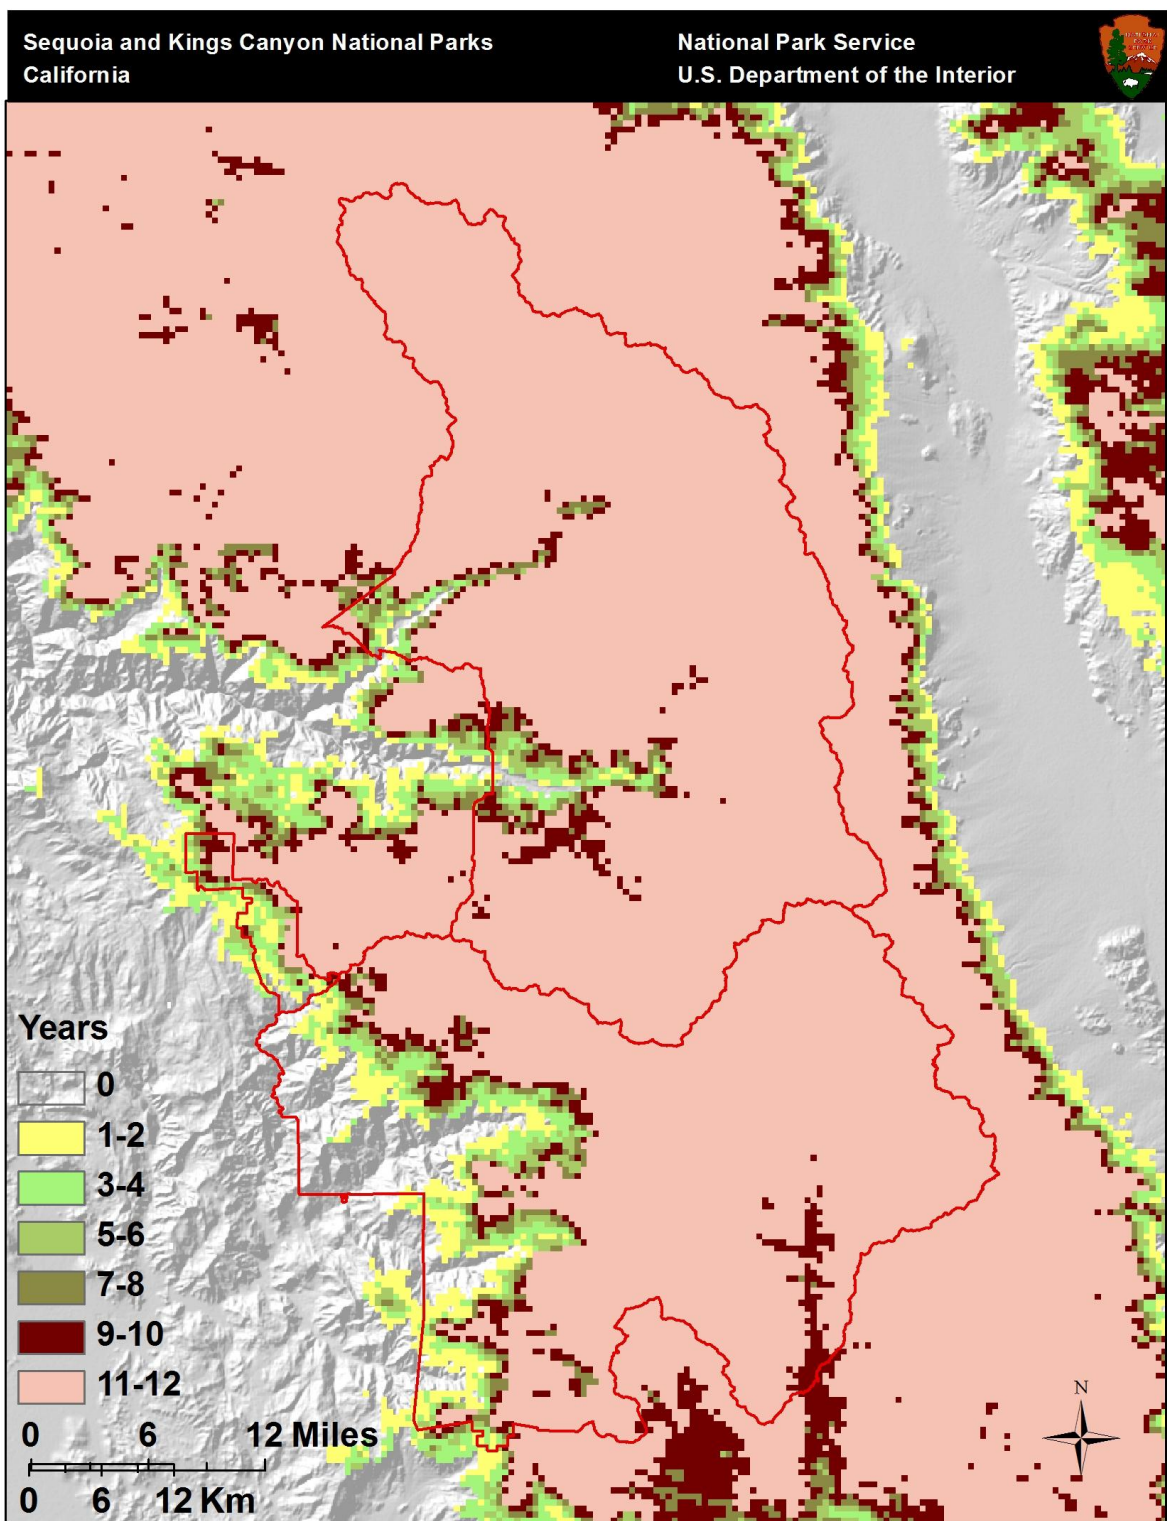 Sequoia and Kings Canyon National Parks
California
National Park Service
U.S. Department of the Interior
Years
0
1-2
3-4
5-6
7-8
9-10
11-12
0 6 12 Miles
0 6 12 Km
N